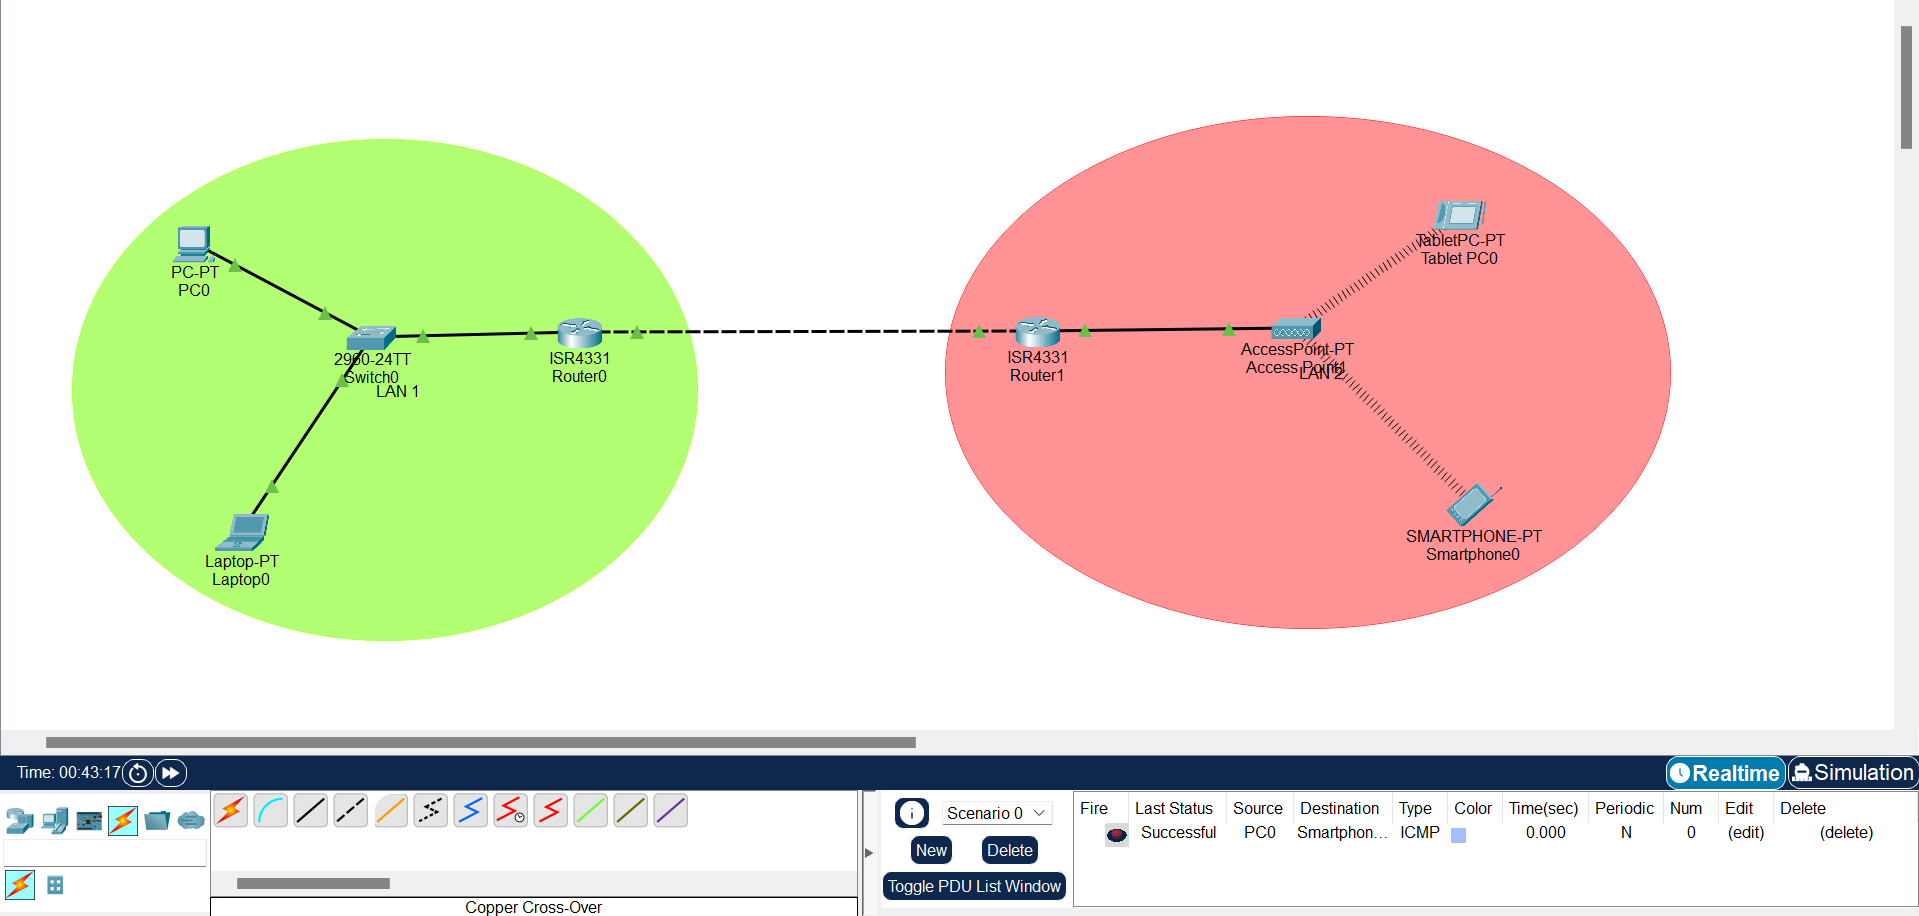 PC-PT
PC0
2960-24TT
Switch0
LAN 1
ISR4331
Router0
Laptop-PT
Laptop0
ISR4331
Router1
TabletPC-PT
Tablet PC0
AccessPoint-PT
Access Point1
LAN 2
SMARTPHONE-PT
Smartphone0
Time: 00:43:17
Realtime
Simulation
Copper Cross-Over
Scenario 0
New
Delete
Toggle PDU List Window
Fire Last Status Source Destination Type Color Time(sec) Periodic Num Edit Delete
Successful PC0 Smartphon... ICMP 0.000 N 0 (edit) (delete)